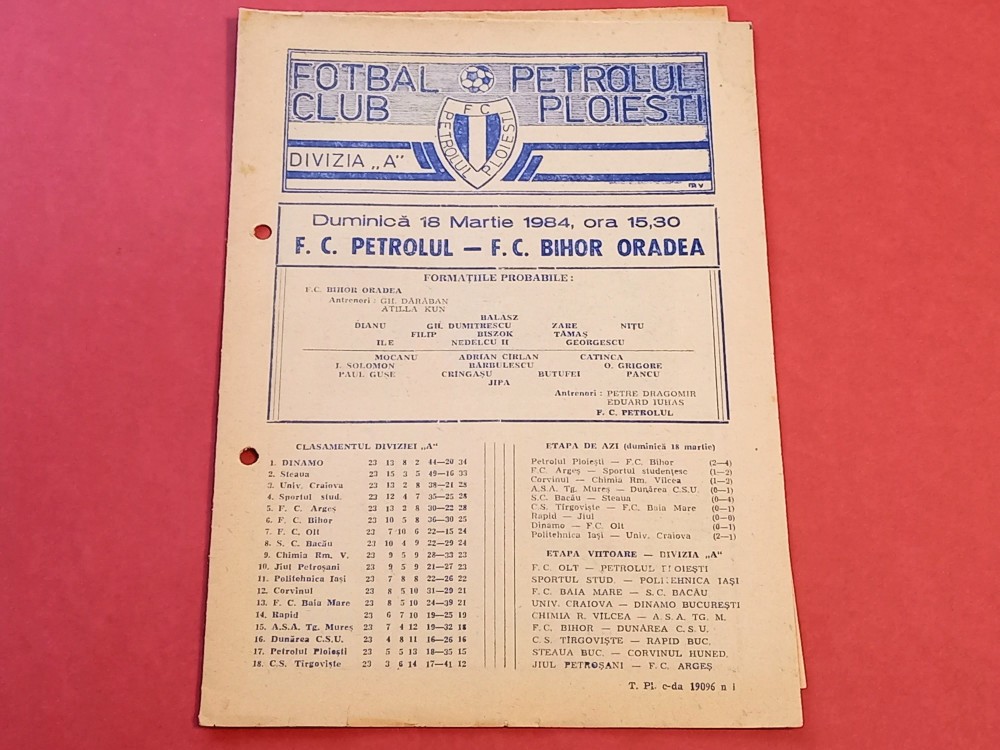 FOTBAL PETROLUL
CLUB PLOIESTI
F C
PETROLUL PLOIESTI
DIVIZIA „A"
mv
Duminică 18 Martie 1984, ora 15,30
F. C. PETROLUL — F. C. BIHOR ORADEA
FORMAȚIILE PROBABILE :
F.C. BIHOR ORADEA
Antrenori : GH. DĂRĂBAN
ATILLA KUN
BALASZ
DIANU GH. DUMITRESCU ZARE NIȚU
FILIP BISZOK TĂMAȘ
ILE NEDELCU II GEORGESCU
MOCANU ADRIAN CÎRLAN CATINCA
I. SOLOMON BĂRBULESCU O. GRIGORE
PAUL GUȘE CRÎNGAȘU BUTUFEI PANCU
JIPA
Antrenori : PETRE DRAGOMIR
EDUARD IUHAS
F. C. PETROLUL
CLASAMENTUL DIVIZIEI „A"
1. DINAMO 23 13 8 2 44—20 34
2. Steaua 23 15 3 5 49—16 33
3. Univ. Craiova 23 13 2 8 38—21 28
4. Sportul stud. 23 12 4 7 35—25 28
5. F. C. Argeș 23 13 2 8 30—22 28
6. F. C. Bihor 23 10 5 8 36—30 25
7. F. C. Olt 23 7 10 6 22—15 24
8. S. C. Bacău 23 10 4 9 22—29 24
9. Chimia Rm. V. 23 9 5 9 28—33 23
10. Jiul Petroșani 23 9 5 9 21—27 23
11. Politehnica Iași 23 7 8 8 22—26 22
12. Corvinul 23 8 5 10 31—29 21
13. F. C. Baia Mare 23 8 5 10 24—39 21
14. Rapid 23 6 7 10 19—25 19
15. A.S.A. Tg. Mureș 23 7 4 12 19—32 18
16. Dunărea C.S.U. 23 4 8 11 16—26 16
17. Petrolul Ploiești 23 5 5 13 18—35 15
18. C.S. Tîrgoviște 23 3 6 14 17—41 12
ETAPA DE AZI (duminică 18 martie)
Petrolul Ploiești — F.C. Bihor (2—4)
F.C. Argeș — Sportul studențesc (1—2)
Corvinul — Chimia Rm. Vîlcea (1—2)
A.S.A. Tg. Mureș — Dunărea C.S.U. (0—1)
S.C. Bacău — Steaua (0—4)
C.S. Tîrgoviște — F.C. Baia Mare (0—1)
Rapid — Jiul (0—0)
Dinamo — F.C. Olt (0—1)
Politehnica Iași — Univ. Craiova (2—1)
ETAPA VIITOARE — DIVIZIA „A"
F. C. OLT — PETROLUL PLOIEȘTI
SPORTUL STUD. — POLITEHNICA IAȘI
F. C. BAIA MARE — S.C. BACĂU
UNIV. CRAIOVA — DINAMO BUCUREȘTI
CHIMIA R. VÎLCEA — A. S. A. TG. M.
F. C. BIHOR — DUNĂREA C. S. U.
C. S. TÎRGOVIȘTE — RAPID BUC.
STEAUA BUC. — CORVINUL HUNED.
JIUL PETROȘANI — F. C. ARGEȘ
T. Pl. c-da 19096 n i